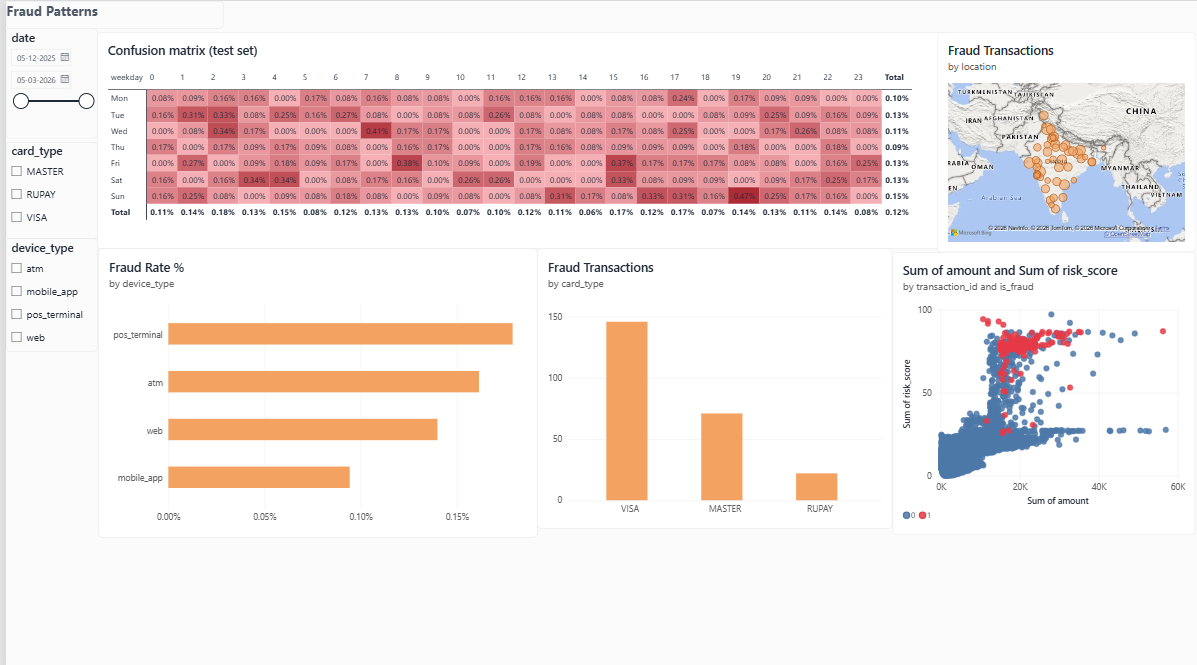 Fraud Patterns
date
05-12-2025
05-03-2026
card_type
MASTER
RUPAY
VISA
device_type
atm
mobile_app
pos_terminal
web
Confusion matrix (test set)
weekday 0 1 2 3 4 5 6 7 8 9 10 11 12 13 14 15 16 17 18 19 20 21 22 23 Total
Mon 0.08% 0.09% 0.16% 0.16% 0.00% 0.17% 0.08% 0.16% 0.08% 0.08% 0.00% 0.16% 0.16% 0.16% 0.00% 0.08% 0.08% 0.24% 0.00% 0.17% 0.09% 0.09% 0.00% 0.00% 0.10%
Tue 0.16% 0.31% 0.33% 0.08% 0.25% 0.16% 0.27% 0.08% 0.00% 0.08% 0.08% 0.26% 0.08% 0.00% 0.00% 0.08% 0.00% 0.08% 0.00% 0.09% 0.25% 0.09% 0.16% 0.09% 0.13%
Wed 0.00% 0.08% 0.34% 0.17% 0.00% 0.00% 0.00% 0.41% 0.17% 0.17% 0.00% 0.08% 0.17% 0.08% 0.08% 0.17% 0.08% 0.25% 0.00% 0.00% 0.17% 0.26% 0.08% 0.08% 0.11%
Thu 0.17% 0.00% 0.17% 0.09% 0.17% 0.09% 0.08% 0.00% 0.16% 0.17% 0.00% 0.00% 0.17% 0.16% 0.08% 0.09% 0.09% 0.09% 0.00% 0.18% 0.00% 0.00% 0.18% 0.00% 0.09%
Fri 0.00% 0.27% 0.00% 0.09% 0.18% 0.09% 0.17% 0.00% 0.38% 0.10% 0.09% 0.00% 0.19% 0.00% 0.00% 0.37% 0.17% 0.17% 0.17% 0.08% 0.08% 0.00% 0.16% 0.25% 0.13%
Sat 0.16% 0.00% 0.16% 0.34% 0.34% 0.00% 0.08% 0.17% 0.16% 0.00% 0.26% 0.26% 0.00% 0.00% 0.00% 0.33% 0.08% 0.09% 0.09% 0.00% 0.09% 0.17% 0.25% 0.17% 0.13%
Sun 0.16% 0.25% 0.08% 0.00% 0.09% 0.08% 0.18% 0.08% 0.00% 0.00% 0.08% 0.00% 0.08% 0.31% 0.17% 0.08% 0.33% 0.31% 0.16% 0.47% 0.25% 0.17% 0.16% 0.00% 0.15%
Total 0.11% 0.14% 0.18% 0.13% 0.15% 0.08% 0.12% 0.13% 0.13% 0.10% 0.07% 0.10% 0.12% 0.11% 0.06% 0.17% 0.12% 0.17% 0.07% 0.14% 0.13% 0.11% 0.14% 0.08% 0.12%
Fraud Transactions
by location
TURKMENISTAN
TAJIKISTAN
CHINA
IRAN
AFGHANISTAN
PAKISTAN
OMAN
MYANMAR
THAILAND
VIETNAM
Arabian Sea
Microsoft Bing
© OpenStreetMap
Fraud Rate %
by device_type
pos_terminal
atm
web
mobile_app
0.00% 0.05% 0.10% 0.15%
Fraud Transactions
by card_type
150
100
50
0
VISA MASTER RUPAY
Sum of amount and Sum of risk_score
by transaction_id and is_fraud
Sum of risk_score
100
50
0
0K 20K 40K 60K
Sum of amount
0 1